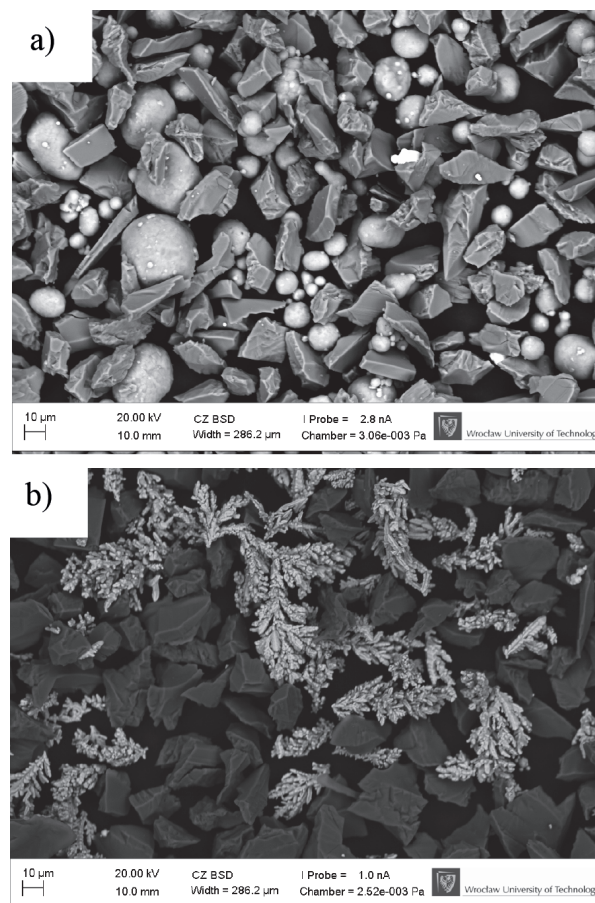 a)
10 µm 20.00 kV CZ BSD I Probe = 2.8 nA
10.0 mm Width = 286.2 µm Chamber = 3.06e-003 Pa Wrocław University of Technolog
b)
10 µm 20.00 kV CZ BSD I Probe = 1.0 nA
10.0 mm Width = 286.2 µm Chamber = 2.52e-003 Pa Wrocław University of Technolog